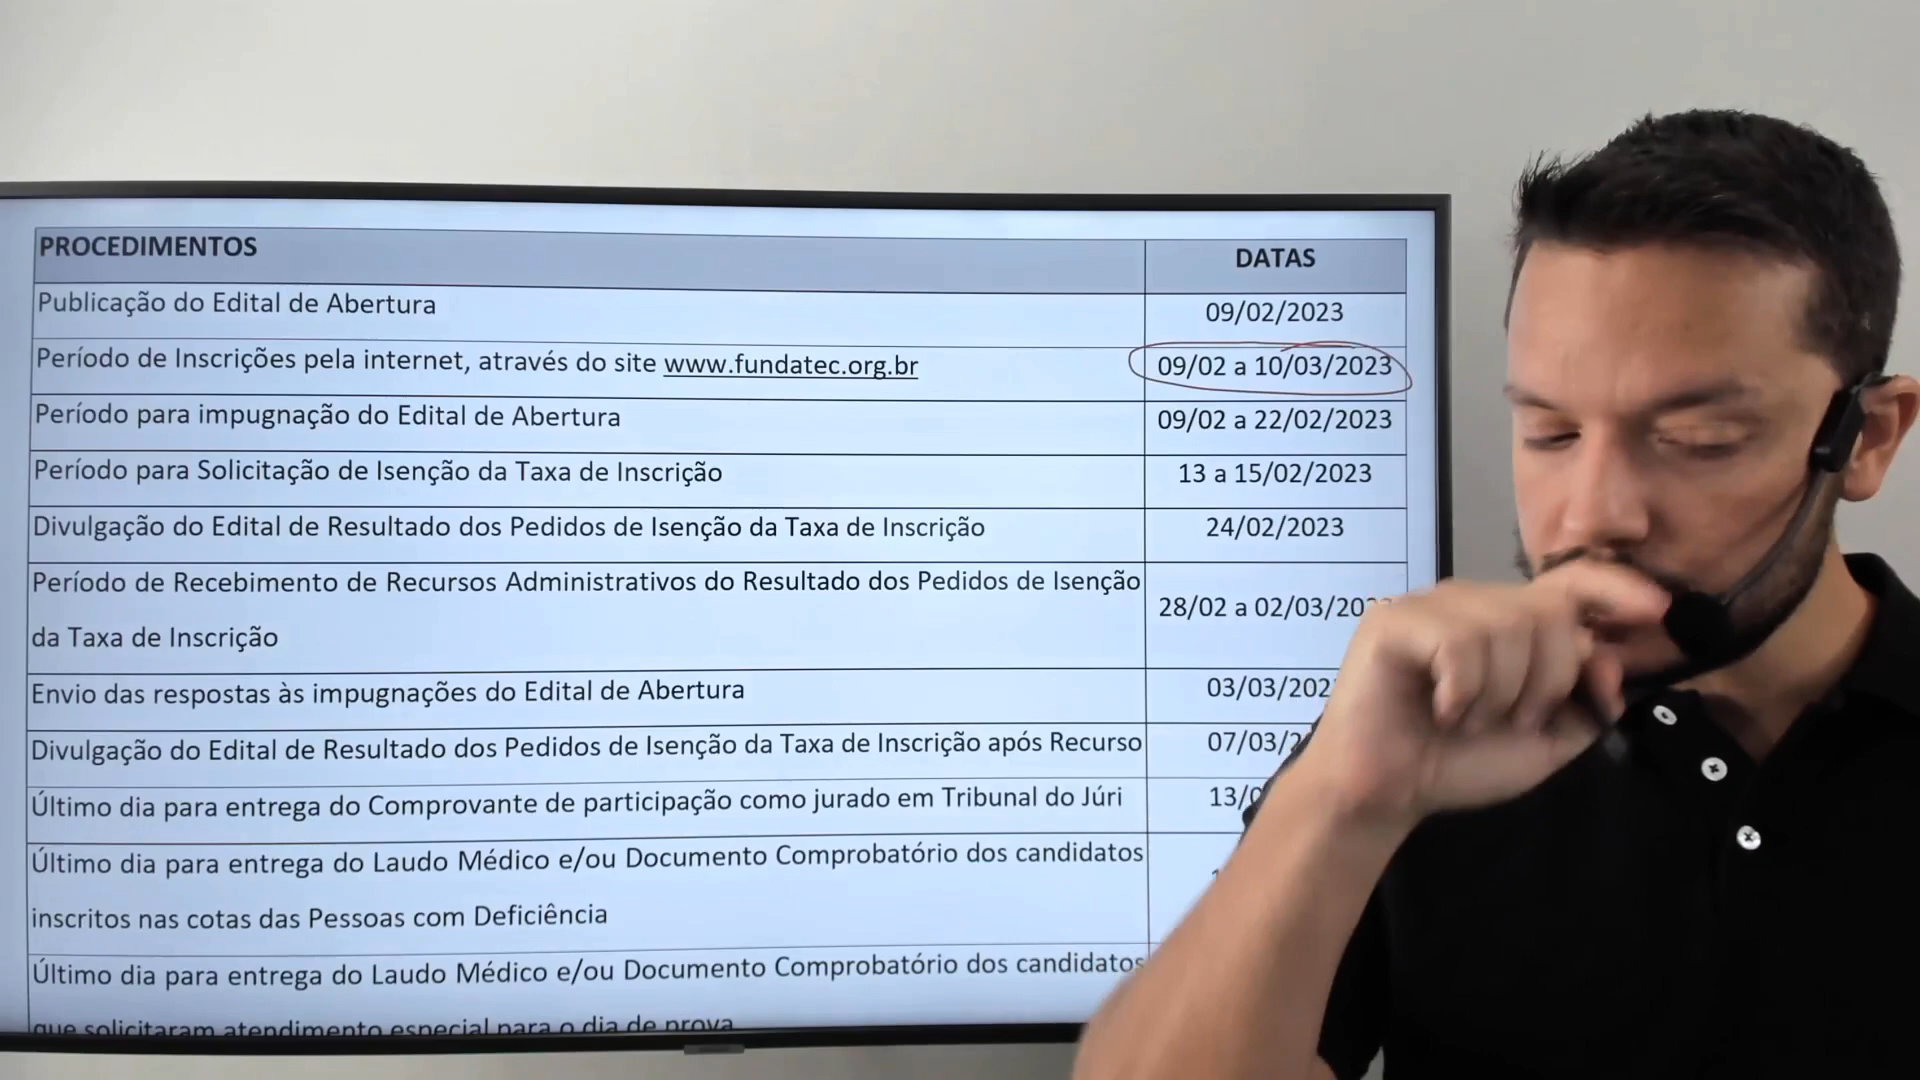 PROCEDIMENTOS DATAS
Publicação do Edital de Abertura 09/02/2023
Período de Inscrições pela internet, através do site www.fundatec.org.br 09/02 a 10/03/2023
Período para impugnação do Edital de Abertura 09/02 a 22/02/2023
Período para Solicitação de Isenção da Taxa de Inscrição 13 a 15/02/2023
Divulgação do Edital de Resultado dos Pedidos de Isenção da Taxa de Inscrição 24/02/2023
Período de Recebimento de Recursos Administrativos do Resultado dos Pedidos de Isenção
da Taxa de Inscrição
28/02 a
Envio das respostas às impugnações do Edital de Abertura
Divulgação do Edital de Resultado dos Pedidos de Isenção da Taxa de Inscrição após Recurso
Último dia para entrega do Comprovante de participação como jurado em Tribunal do Júri
Último dia para entrega do Laudo Médico e/ou Documento Comprobatório dos candidatos
inscritos nas cotas das Pessoas com Deficiência
Último dia para entrega do Laudo Médico e/ou Documento Comprobatório dos candidatos
que solicitaram atendimento especial para o dia de prova